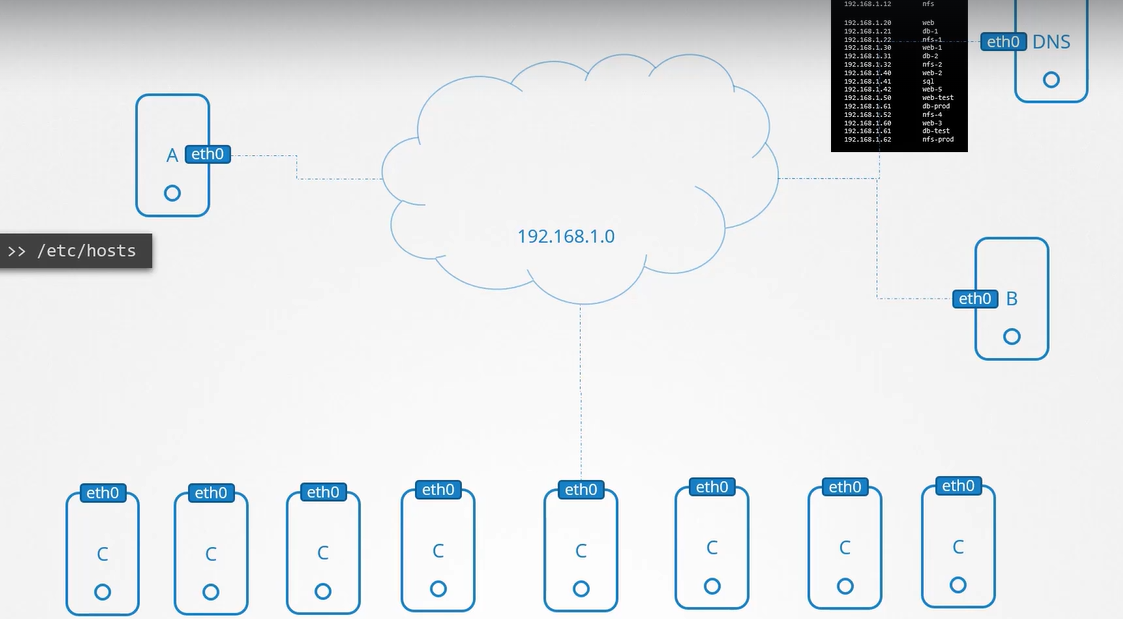 192.168.1.12 nfs
192.168.1.20 web
192.168.1.21 db-1
192.168.1.22 nfs-1
192.168.1.30 web-1
192.168.1.31 db-2
192.168.1.32 nfs-2
192.168.1.40 web-2
192.168.1.41 sql
192.168.1.42 web-5
192.168.1.50 web-test
192.168.1.61 db-prod
192.168.1.52 nfs-4
192.168.1.60 web-3
192.168.1.61 db-test
192.168.1.62 nfs-prod
eth0 DNS
A eth0
192.168.1.0
>> /etc/hosts
eth0 B
eth0 eth0 eth0 eth0 eth0 eth0 eth0 eth0
C C C C C C C C